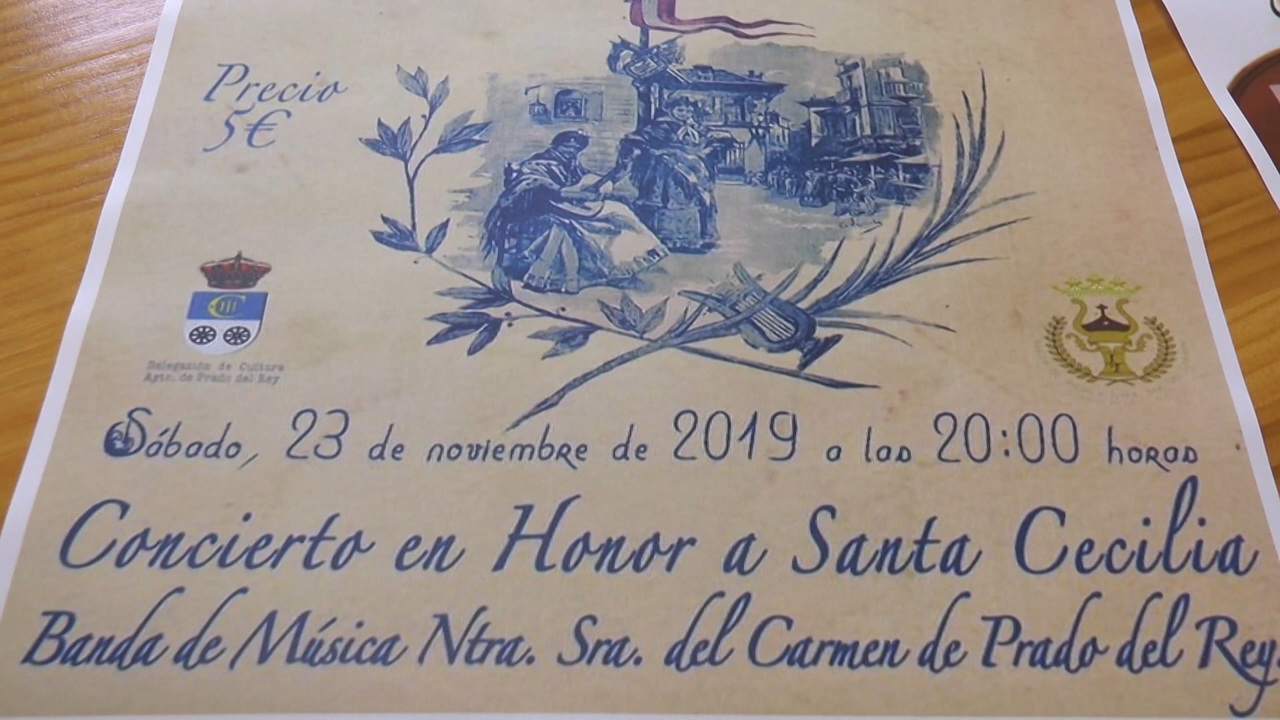 Precio
5€
Delegación de Cultura
Ayto. de Prado del Rey
Sábado, 23 de noviembre de 2019 a las 20:00 horas
Concierto en Honor a Santa Cecilia
Banda de Música Ntra. Sra. del Carmen de Prado del Rey.